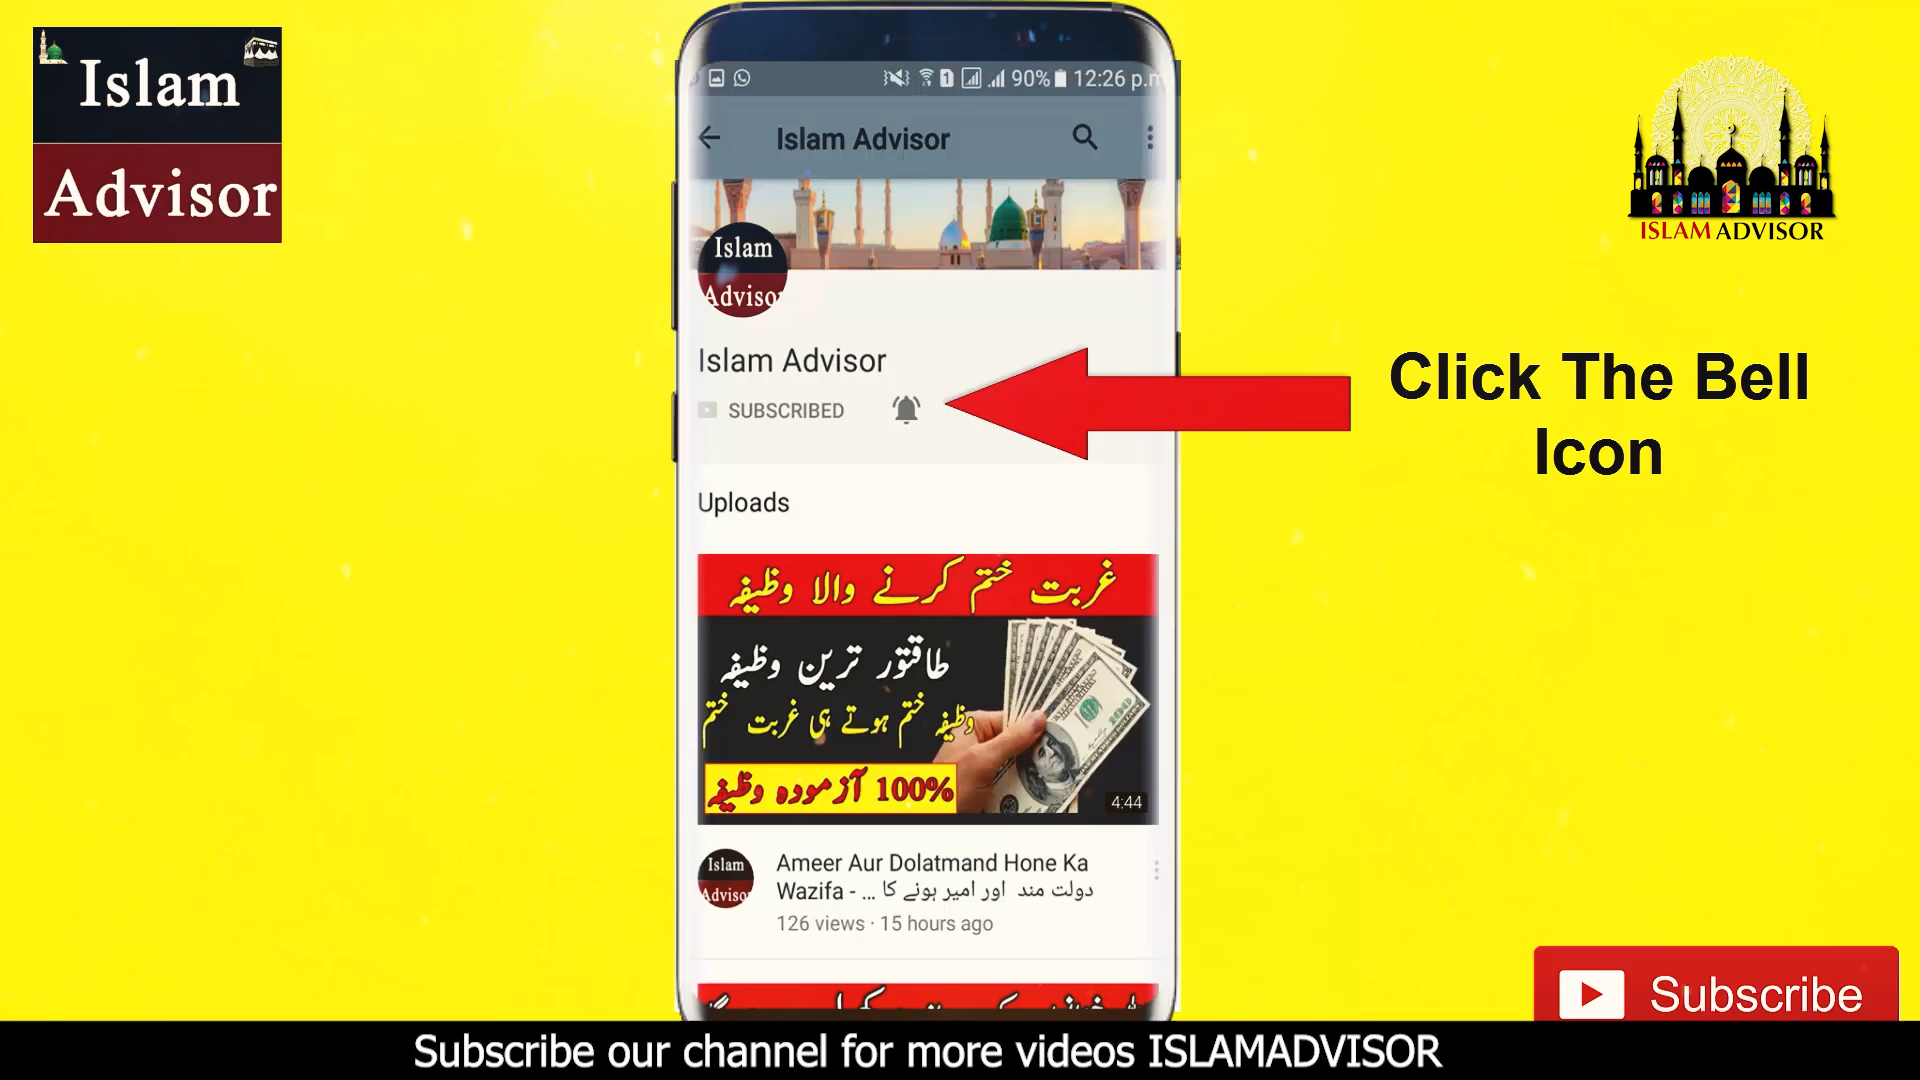 Islam
Advisor
90% 12:26 p.m
Islam Advisor
Islam
Advisor
ISLAM ADVISOR
Islam Advisor
SUBSCRIBED
Click The Bell
Icon
Uploads
غربت ختم کرنے والا وظیفہ
طاقتور ترین وظیفہ
وظیفہ ختم ہوتے ہی غربت ختم
100% آزمودہ وظیفہ
4:44
Islam
Advisor
Ameer Aur Dolatmand Hone Ka
Wazifa - ... دولت مند اور امیر ہونے کا
126 views · 15 hours ago
Subscribe
Subscribe our channel for more videos ISLAMADVISOR